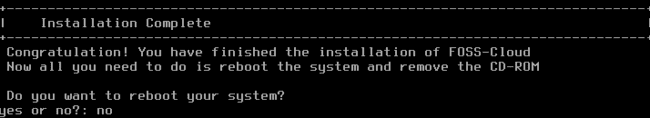 Installation Complete
Congratulation! You have finished the installation of FOSS-Cloud
Now all you need to do is reboot the system and remove the CD-ROM
Do you want to reboot your system?
yes or no?: no